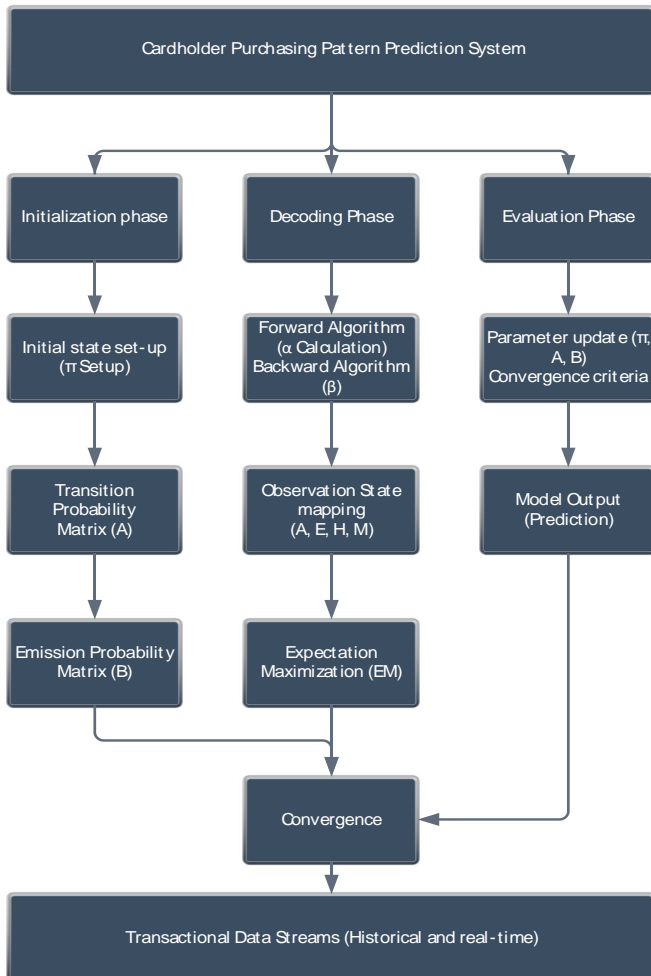 Cardholder Purchasing Pattern Prediction System
Initialization phase
Decoding Phase
Evaluation Phase
Initial state set-up
(π Setup)
Forward Algorithm
(α Calculation)
Backward Algorithm
(β)
Parameter update (π,
A, B)
Convergence criteria
Transition
Probability
Matrix (A)
Observation State
mapping
(A, E, H, M)
Model Output
(Prediction)
Emission Probability
Matrix (B)
Expectation
Maximization (EM)
Convergence
Transactional Data Streams (Historical and real-time)